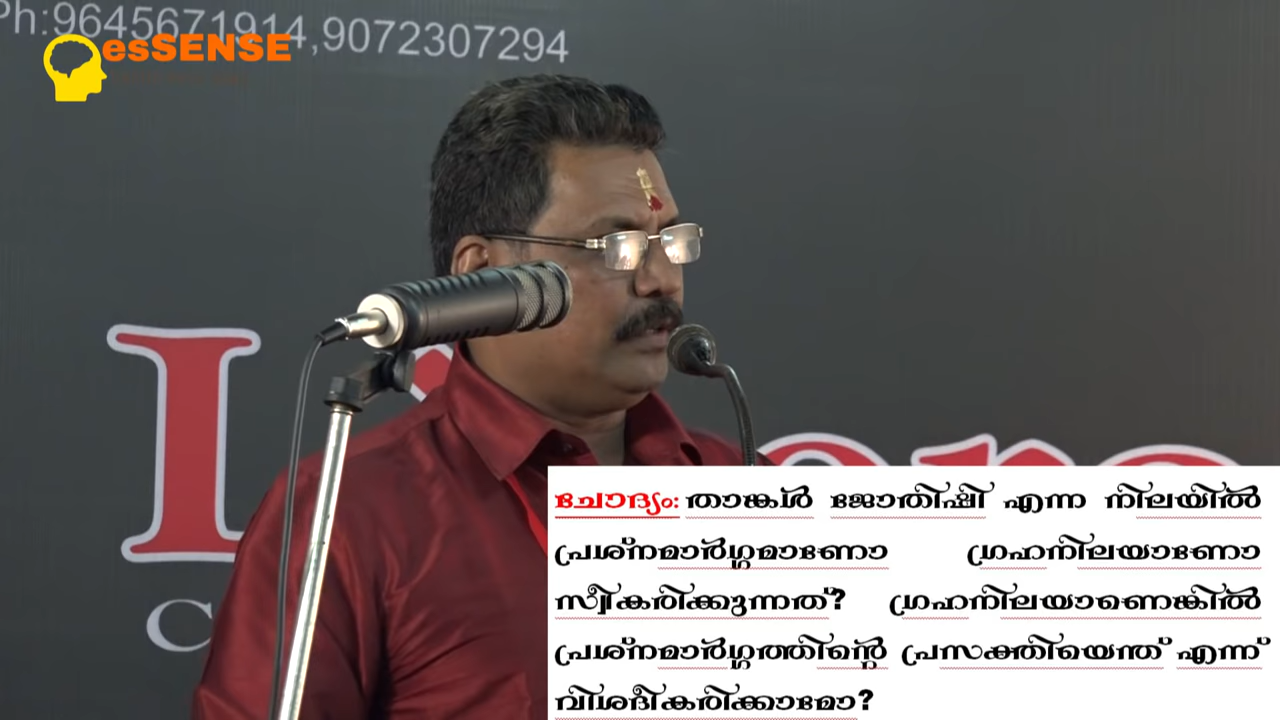 Ph:9645671914,9072307294
esSENSE
ചോദ്യം: താങ്കൾ ജ്യോതിഷി എന്ന നിലയിൽ
പ്രശ്നമാർഗ്ഗമാണോ ഗ്രഹനിലയാണോ
സ്വീകരിക്കുന്നത്? ഗ്രഹനിലയാണെങ്കിൽ
പ്രശ്നമാർഗ്ഗത്തിന്റെ പ്രസക്തിയെന്ത് എന്ന്
വിശദീകരിക്കാമോ?